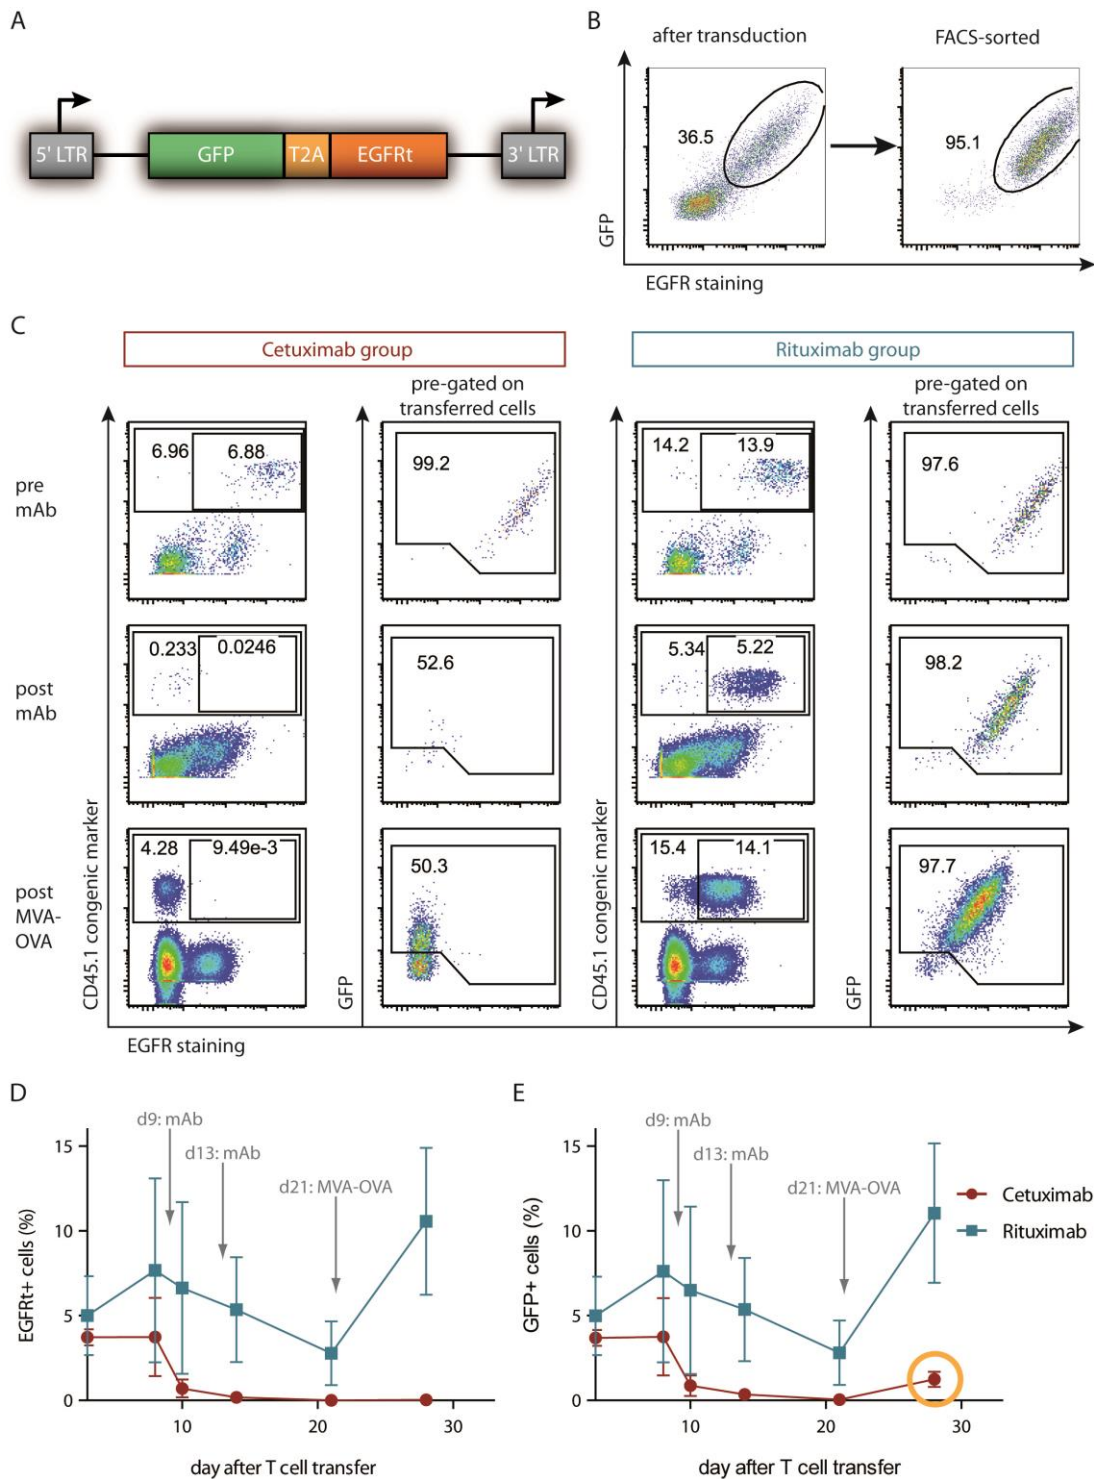 A
5' LTR GFP T2A EGFRt 3' LTR
B
after transduction FACS-sorted
36.5 95.1
GFP
EGFR staining
C
Cetuximab group Rituximab group
pre-gated on transferred cells pre-gated on transferred cells
pre mAb
6.96 6.88 99.2 14.2 13.9 97.6
post mAb
0.233 0.0246 52.6 5.34 5.22 98.2
post MVA-OVA
4.28 9.49e-3 50.3 15.4 14.1 97.7
CD45.1 congenic marker GFP CD45.1 congenic marker GFP
EGFR staining
D
d9: mAb
d13: mAb
d21: MVA-OVA
EGFRt+ cells (%)
15
10
5
0
10 20 30
day after T cell transfer
E
d9: mAb
d13: mAb
d21: MVA-OVA
GFP+ cells (%)
15
10
5
0
10 20 30
day after T cell transfer
Cetuximab
Rituximab